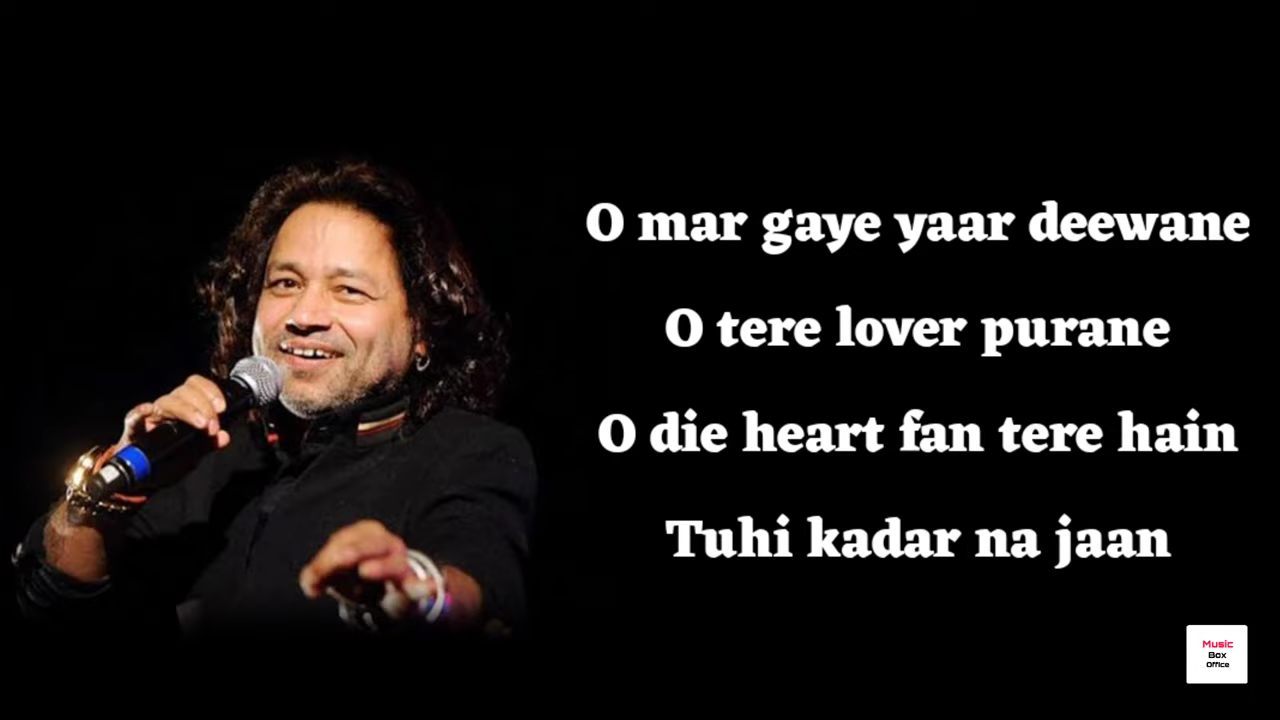 O mar gaye yaar deewane
O tere lover purane
O die heart fan tere hain
Tuhi kadar na jaan
Music
Box
Office